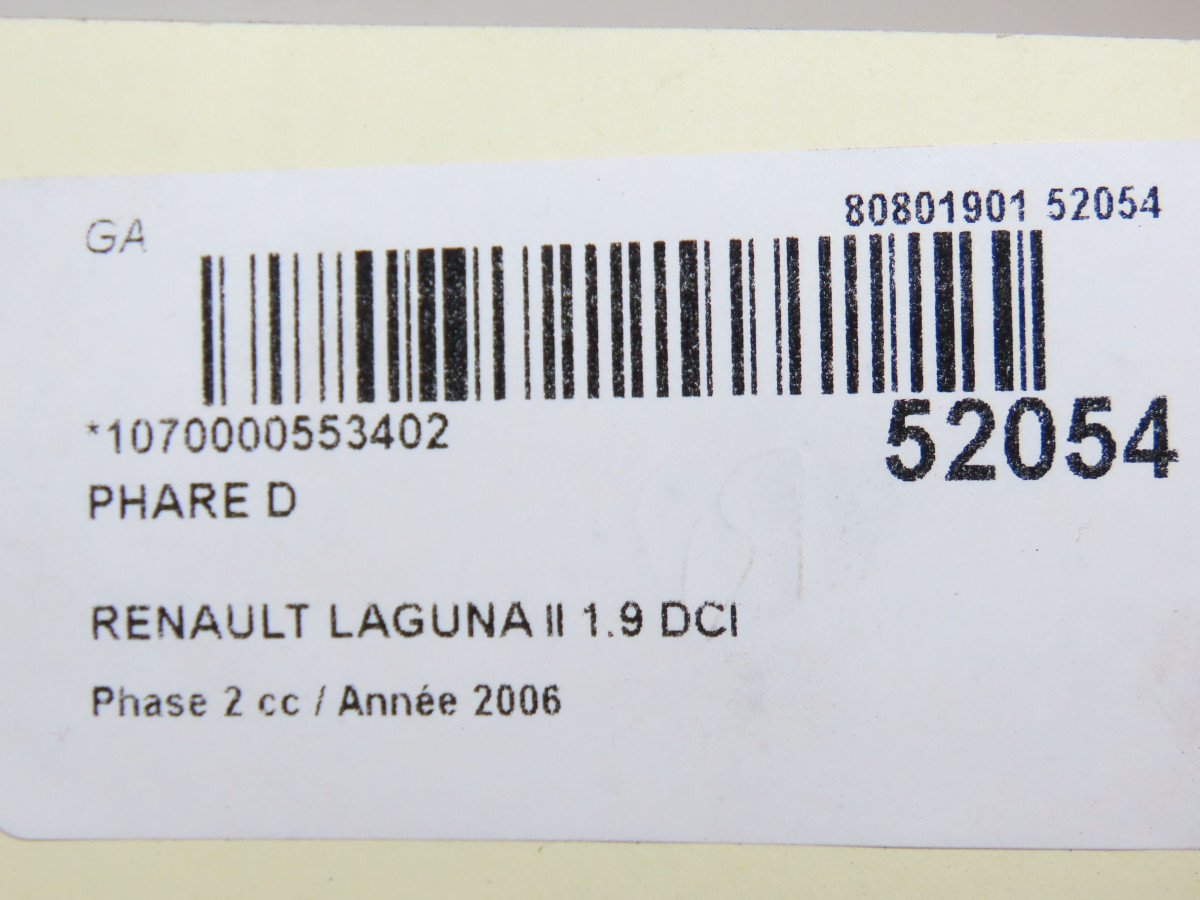 GA
80801901 52054
*1070000553402
52054
PHARE D
RENAULT LAGUNA II 1.9 DCI
Phase 2 cc / Année 2006